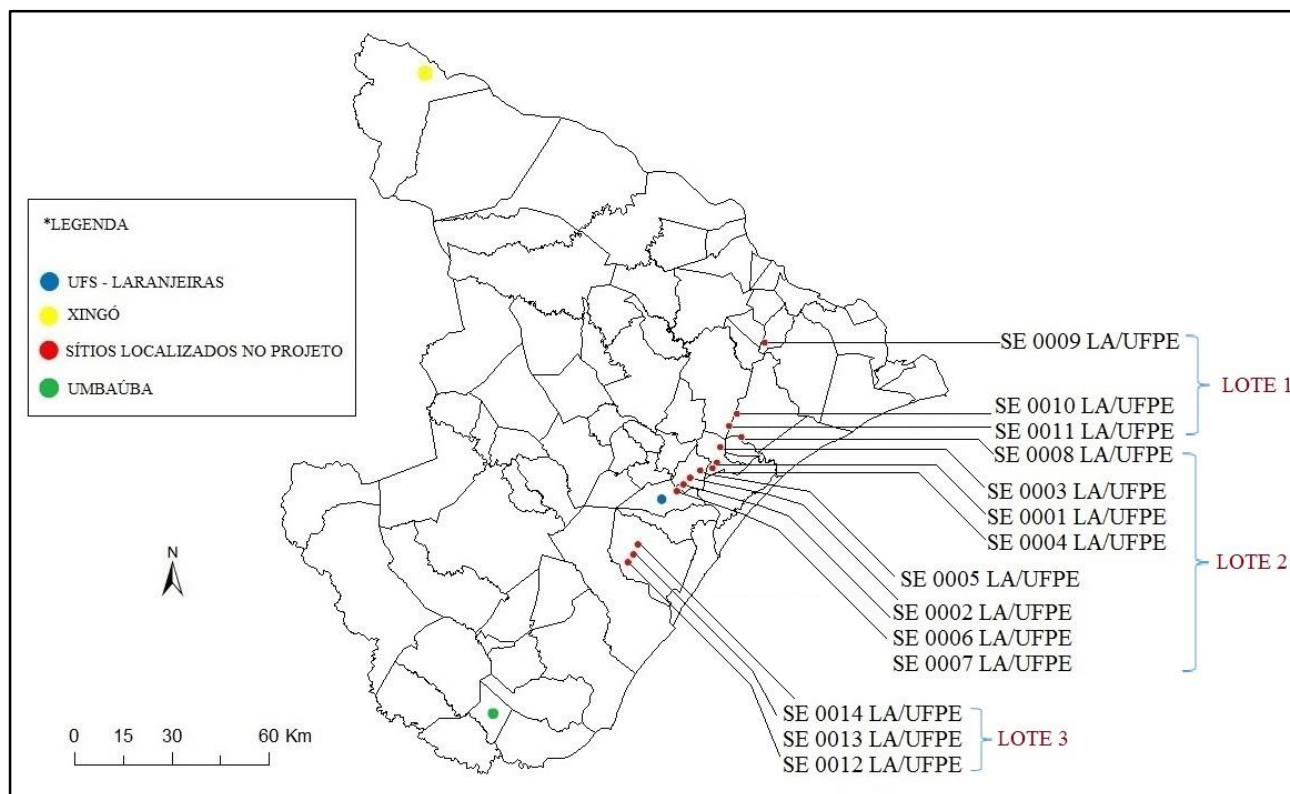 *LEGENDA
UFS - LARANJEIRAS
XINGÓ
SÍTIOS LOCALIZADOS NO PROJETO
UMBAÚBA
SE 0009 LA/UFPE
SE 0010 LA/UFPE
SE 0011 LA/UFPE
LOTE 1
SE 0008 LA/UFPE
SE 0003 LA/UFPE
SE 0001 LA/UFPE
SE 0004 LA/UFPE
SE 0005 LA/UFPE
SE 0002 LA/UFPE
SE 0006 LA/UFPE
SE 0007 LA/UFPE
LOTE 2
SE 0014 LA/UFPE
SE 0013 LA/UFPE
SE 0012 LA/UFPE
LOTE 3
N
0 15 30 60 Km